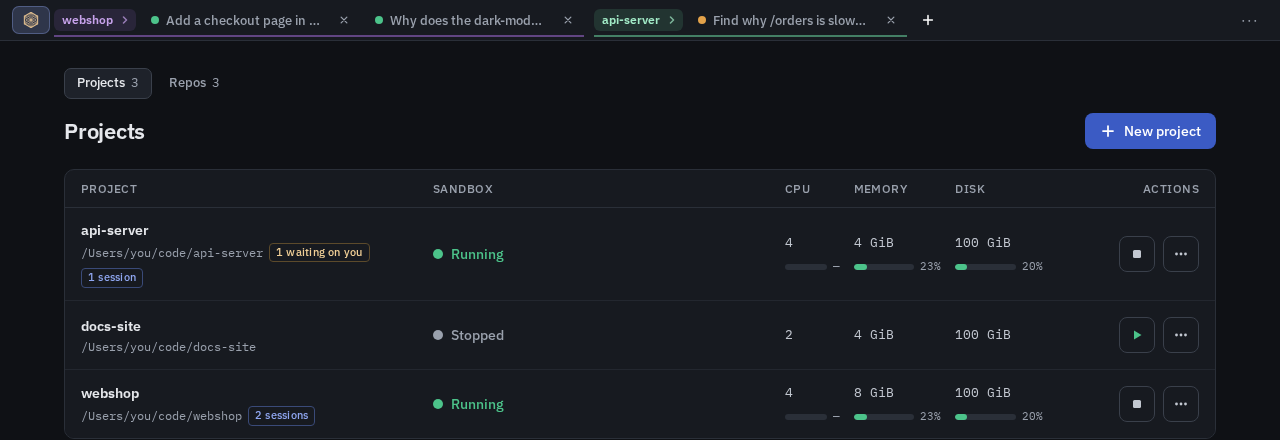 webshop
Add a checkout page in ...
Why does the dark-mod...
api-server
Find why /orders is slow...
Projects 3
Repos 3
Projects
New project
PROJECT SANDBOX CPU MEMORY DISK ACTIONS
api-server
/Users/you/code/api-server 1 waiting on you
1 session
Running
4 4 GiB 100 GiB
– 23% 20%
docs-site
/Users/you/code/docs-site
Stopped
2 4 GiB 100 GiB
webshop
/Users/you/code/webshop 2 sessions
Running
4 8 GiB 100 GiB
– 23% 20%